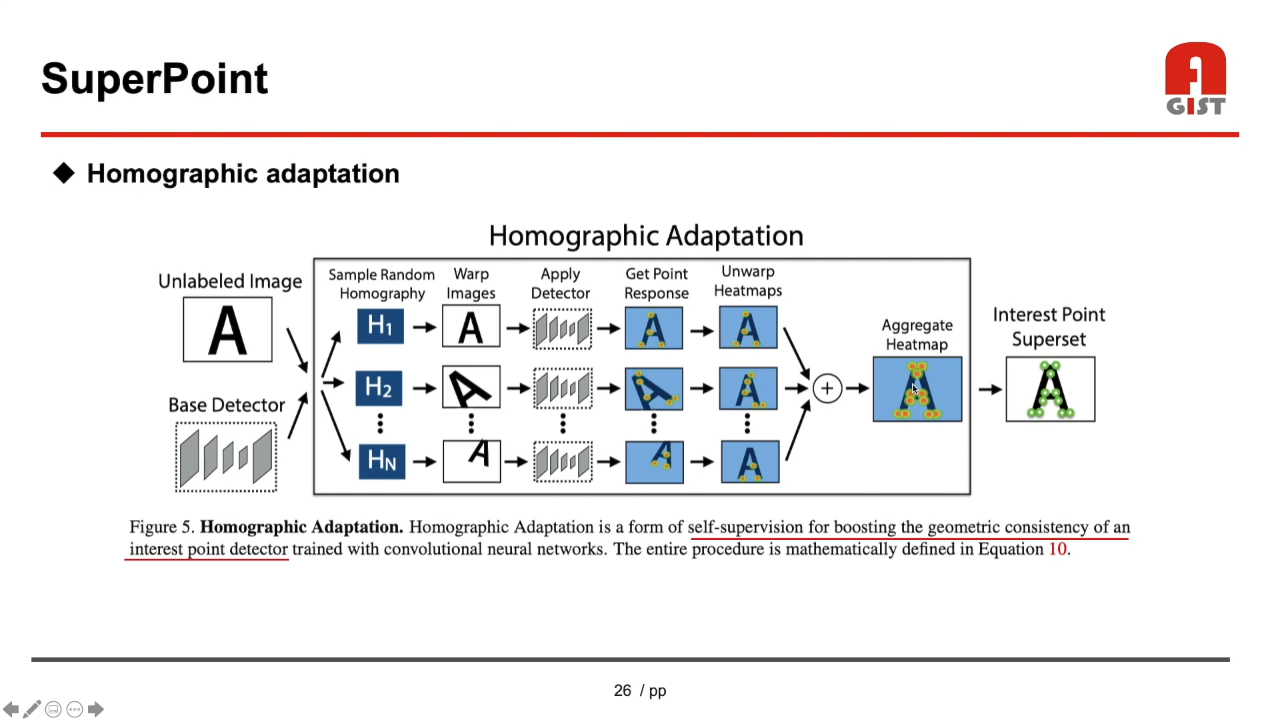 SuperPoint
GIST
◆ Homographic adaptation
Homographic Adaptation
Unlabeled Image
A
Base Detector
Sample Random
Homography
Warp
Images
Apply
Detector
Get Point
Response
Unwarp
Heatmaps
H1
A
A
A
H2
A
A
A
HN
A
A
A
+
Aggregate
Heatmap
A
Interest Point
Superset
A
Figure 5. Homographic Adaptation. Homographic Adaptation is a form of self-supervision for boosting the geometric consistency of an
interest point detector trained with convolutional neural networks. The entire procedure is mathematically defined in Equation 10.
26 / pp